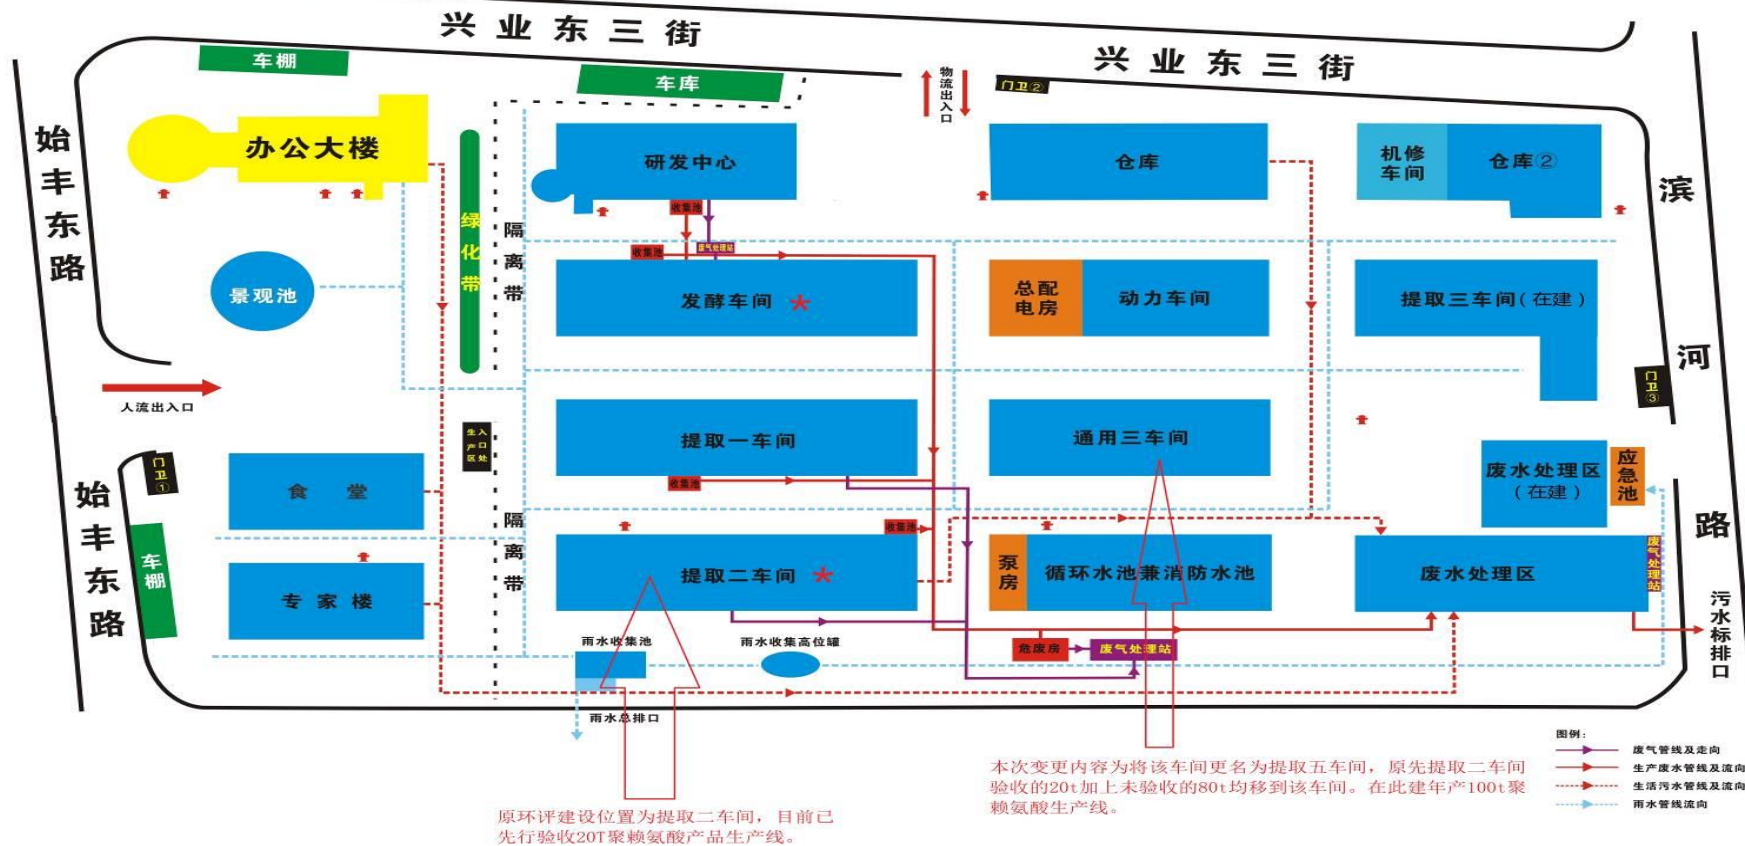 兴业东三街
兴业东三街
车棚
车库
物流出入口
门卫②
始丰东路
办公大楼
研发中心
仓库
机修
车间
仓库②
滨河路
收集池
绿化带
隔离带
收集池
废气处理站
景观池
发酵车间 *
总配
电房
动力车间
提取三车间(在建)
人流出入口
门卫③
生产区
入口处
提取一车间
通用三车间
门卫①
食堂
收集池
废水处理区
(在建)
应急池
始丰东路
隔离带
收集池
车棚
专家楼
提取二车间 *
泵房
循环水池兼消防水池
废水处理区
废气处理站
污水标排口
雨水收集池
雨水收集高位罐
危废房
废气处理站
雨水总排口
图例:
废气管线及走向
生产废水管线及流向
生活污水管线及流向
雨水管线流向
本次变更内容为将该车间更名为提取五车间，原先提取二车间
验收的20t加上未验收的80t均移到该车间。在此建年产100t聚
赖氨酸生产线。
原环评建设位置为提取二车间，目前已
先行验收20T聚赖氨酸产品生产线。